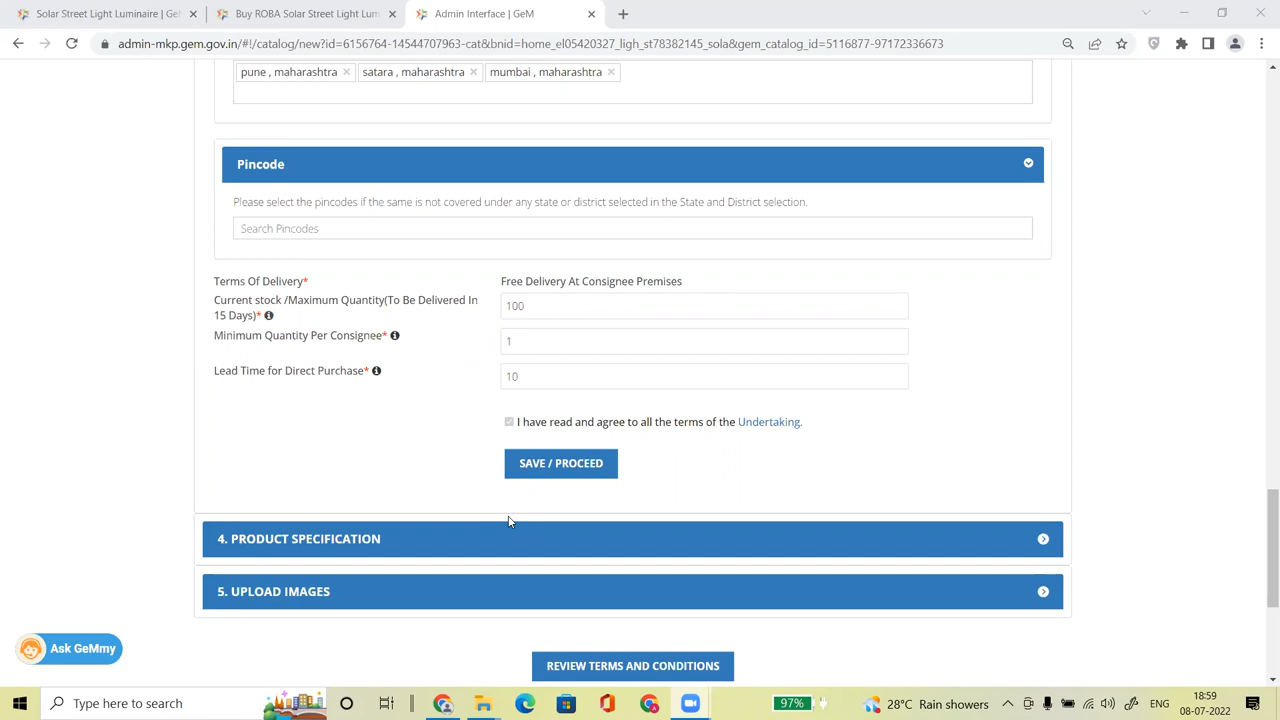 Solar Street Light Luminaire | GeM
Buy ROBA Solar Street Light Lum
Admin Interface | GeM
admin-mkp.gem.gov.in/#!/catalog/new?id=6156764-14544707063-cat&bnid=home_el05420327_ligh_st78382145_sola&gem_catalog_id=5116877-97172336673
pune , maharashtra × satara , maharashtra × mumbai , maharashtra ×
Pincode
Please select the pincodes if the same is not covered under any state or district selected in the State and District selection.
Search Pincodes
Terms Of Delivery* Free Delivery At Consignee Premises
Current stock /Maximum Quantity(To Be Delivered In
15 Days)*
100
Minimum Quantity Per Consignee*
1
Lead Time for Direct Purchase*
10
I have read and agree to all the terms of the Undertaking.
SAVE / PROCEED
4. PRODUCT SPECIFICATION
5. UPLOAD IMAGES
Ask GeMmy
REVIEW TERMS AND CONDITIONS
Type here to search
97%
28°C Rain showers
ENG
18:59
08-07-2022